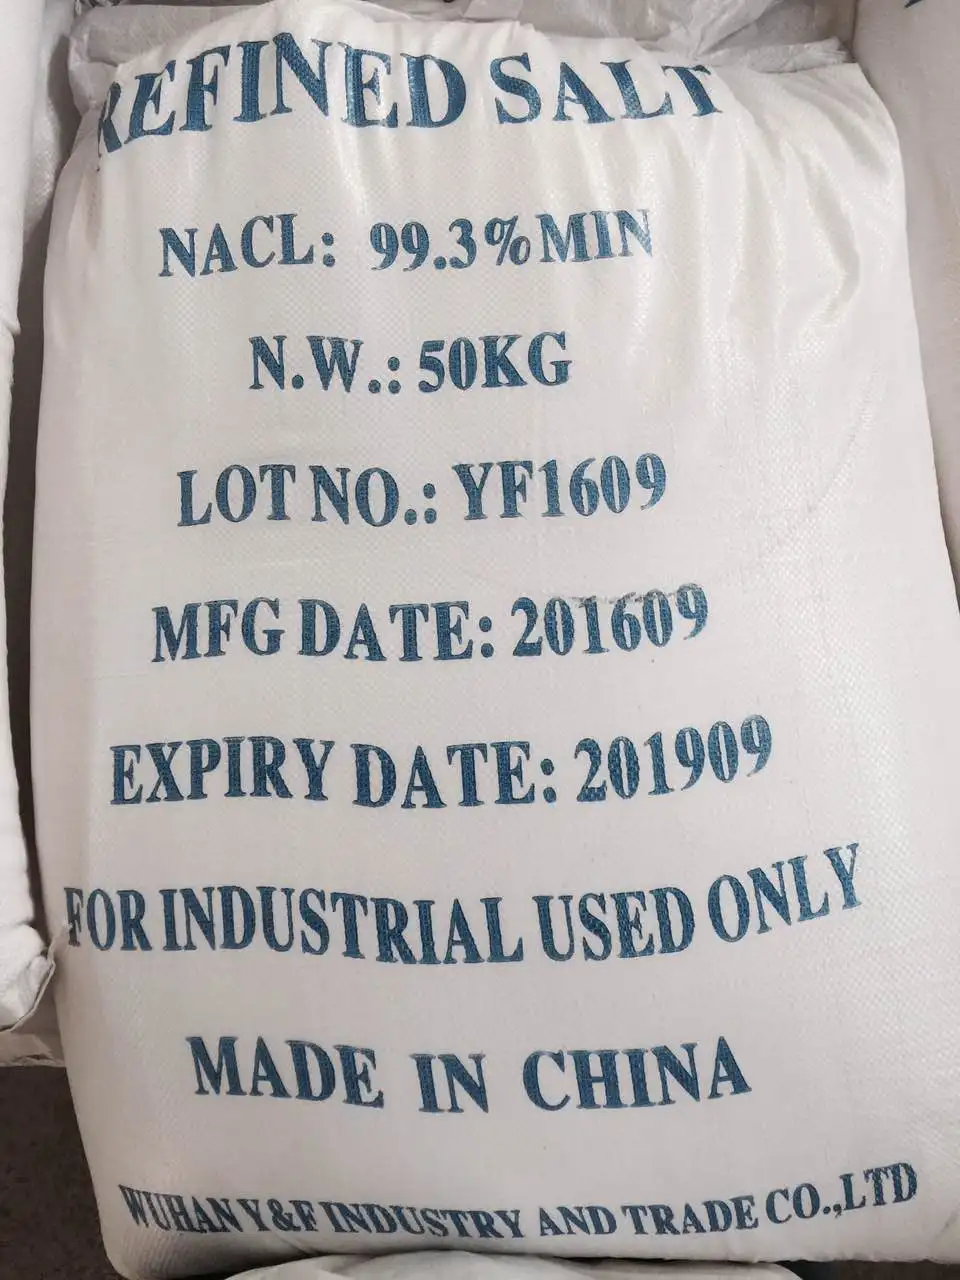 REFINED SALT
NACL: 99.3%MIN
N.W.: 50KG
LOT NO.: YF1609
MFG DATE: 201609
EXPIRY DATE: 201909
FOR INDUSTRIAL USED ONLY
MADE IN CHINA
WUHAN Y&F INDUSTRY AND TRADE CO.,LTD